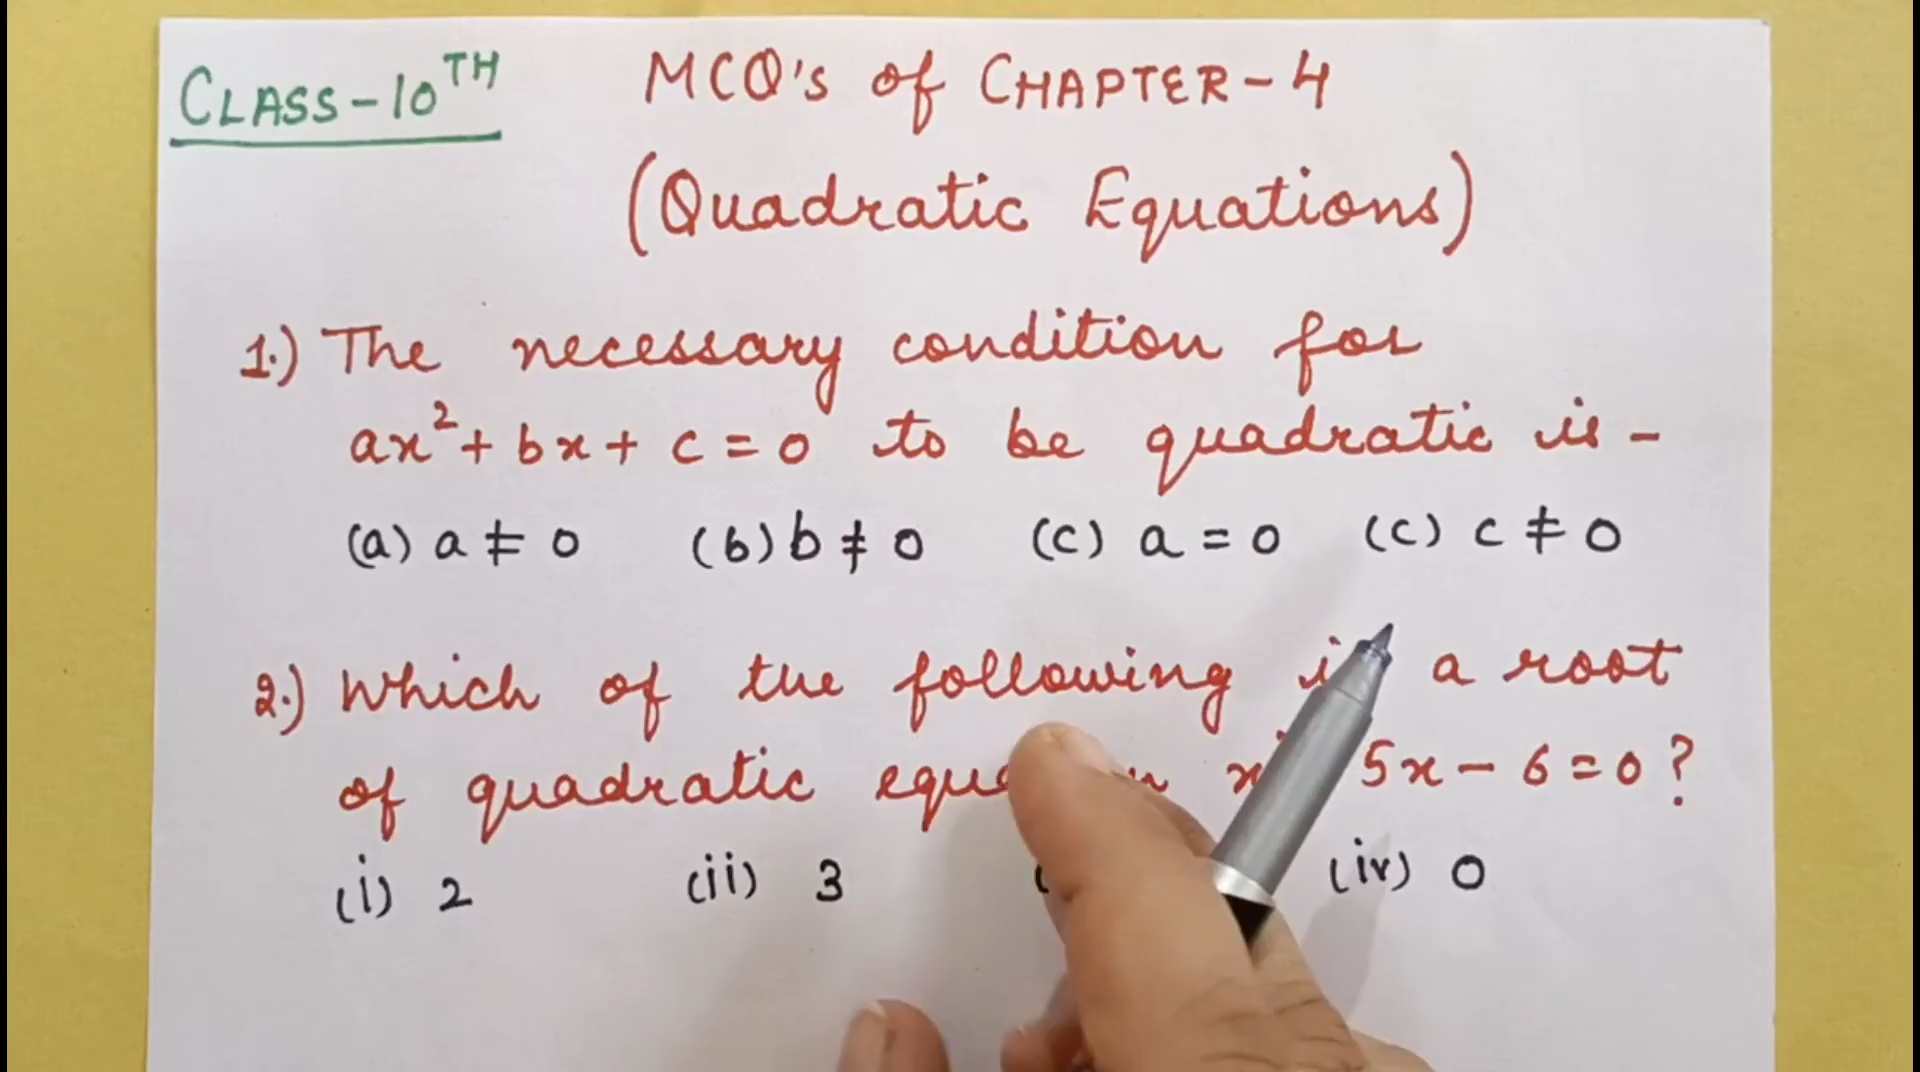 CLASS-10TH
MCQ's of CHAPTER-4
(Quadratic Equations)
1.) The necessary condition for
ax²+bx+c=0 to be quadratic is-
(a) a≠0 (b) b≠0 (c) a=0 (c) c≠0
2.) Which of the following a root
of quadratic 5x-6=0?
(i) 2 (ii) 3 (iv) 0